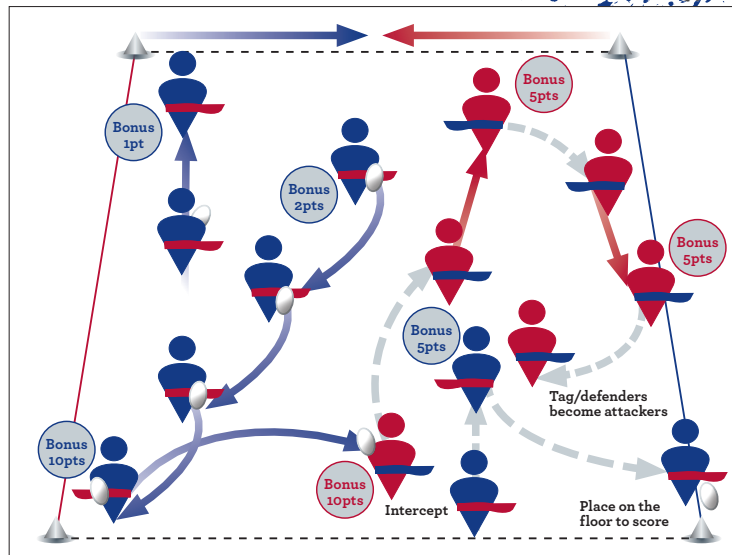 Bonus
5pts
Bonus
1pt
Bonus
2pts
Bonus
5pts
Bonus
5pts
Tag/defenders
become attackers
Bonus
10pts
Bonus
10pts
Intercept
Place on the
floor to score